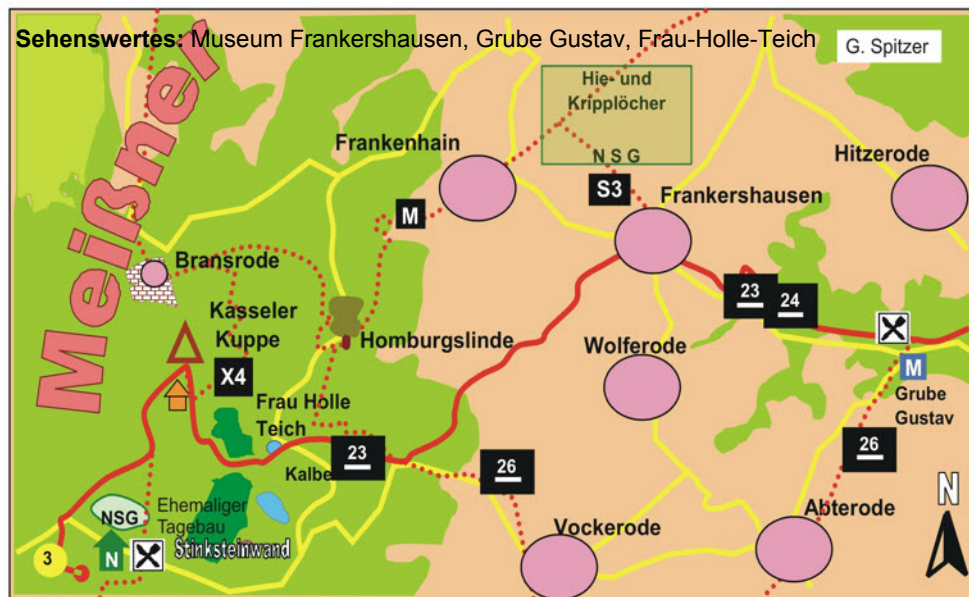 Sehenswertes: Museum Frankershausen, Grube Gustav, Frau-Holle-Teich
G. Spitzer
Meißner
Hie- und
Kripplöcher
N S G
Frankenhain
Hitzerode
S3
Frankershausen
M
Bransrode
Kasseler
Kuppe
23
24
Homburgslinde
Wolferode
X4
M
Grube
Gustav
Frau Holle
Teich
23
26
Kalbe
26
N
NSG
Ehemaliger
Tagebau
Stinksteinwand
Abterode
Vockerode
3
N